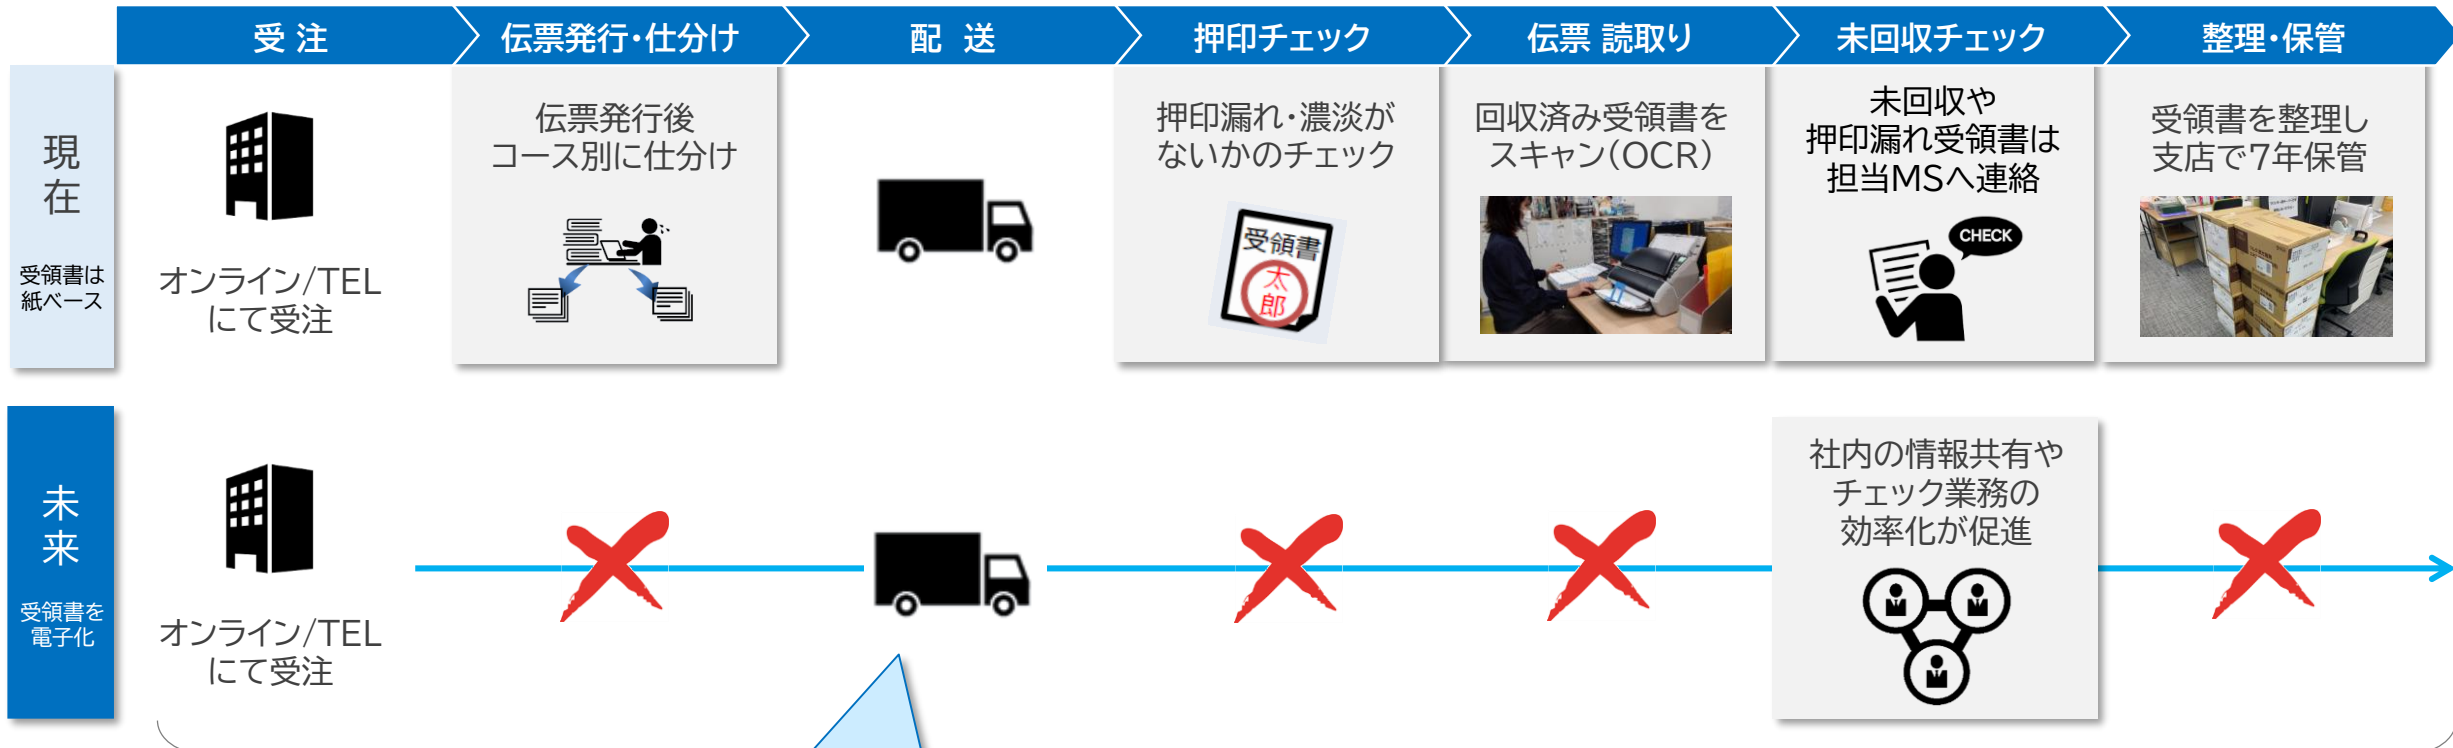 受 注
伝票発行・仕分け
配 送
押印チェック
伝票 読取り
未回収チェック
整理・保管
現在
受領書は
紙ベース
オンライン/TEL
にて受注
伝票発行後
コース別に仕分け
押印漏れ・濃淡が
ないかのチェック
受領書
太郎
回収済み受領書を
スキャン(OCR)
未回収や
押印漏れ受領書は
担当MSへ連絡
CHECK
受領書を整理し
支店で7年保管
未来
受領書を
電子化
オンライン/TEL
にて受注
社内の情報共有や
チェック業務の
効率化が促進